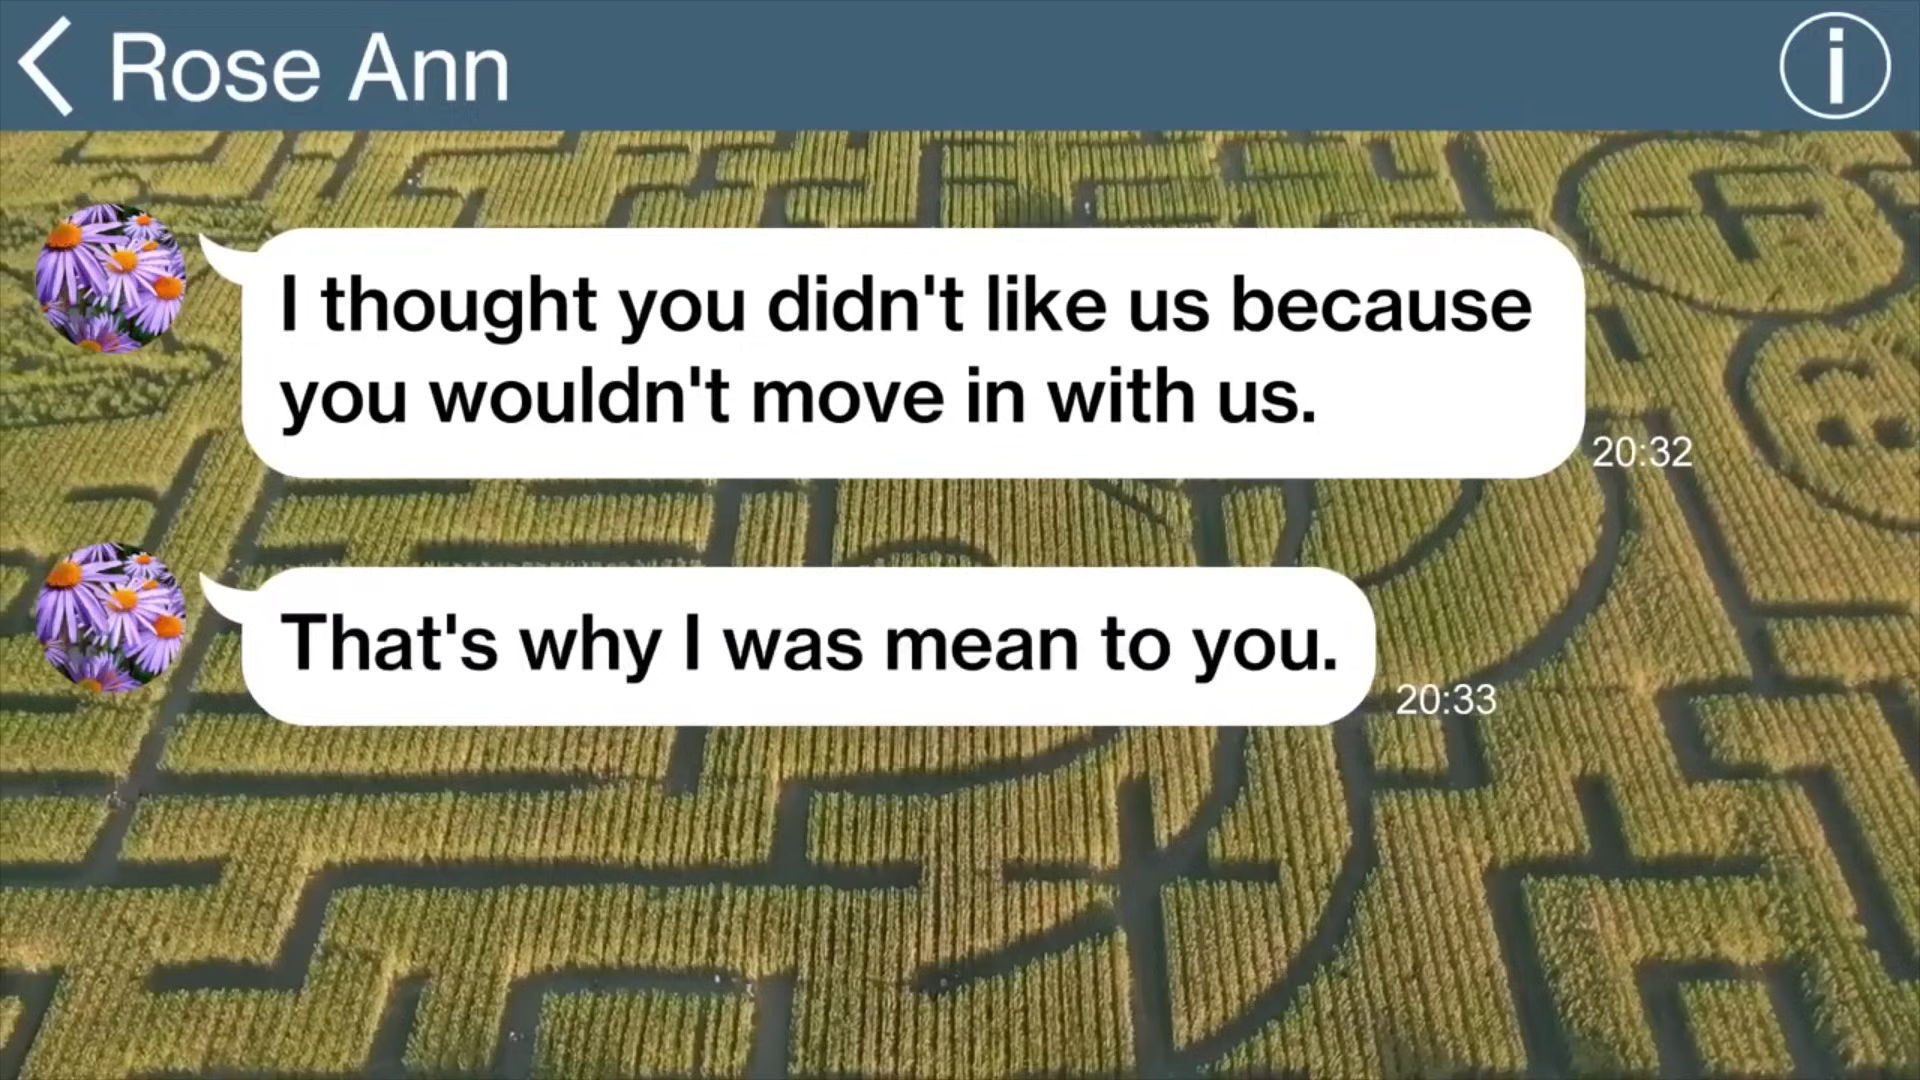 Rose Ann
I thought you didn't like us because
you wouldn't move in with us.
20:32
That's why I was mean to you.
20:33